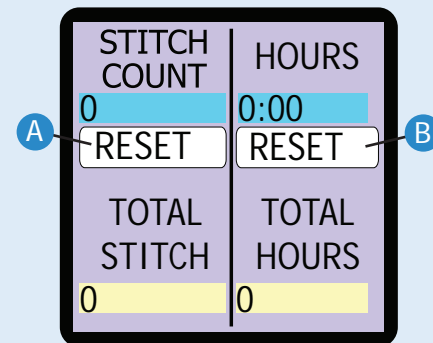 STITCH
COUNT
0
RESET
TOTAL
STITCH
0
HOURS
0:00
RESET
TOTAL
HOURS
0
A
B